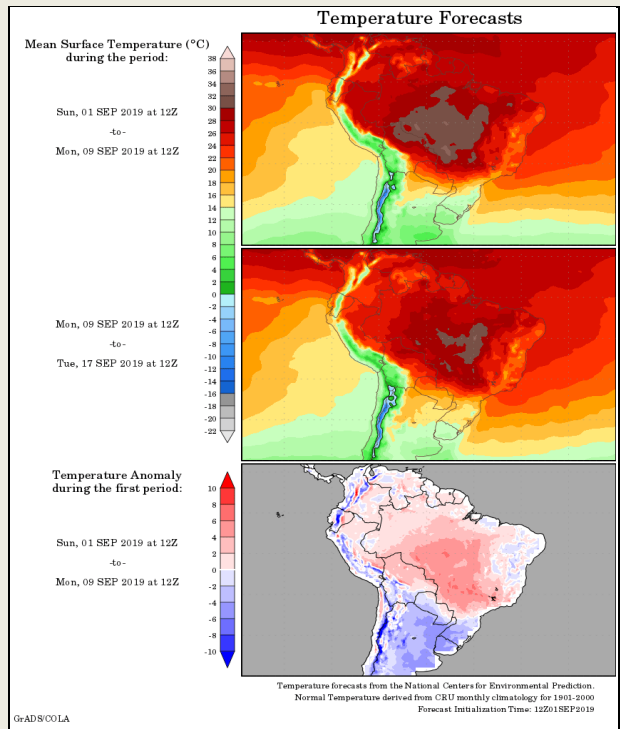 Temperature Forecasts
Mean Surface Temperature (°C)
during the period:
Sun, 01 SEP 2019 at 12Z
-to-
Mon, 09 SEP 2019 at 12Z
38
36
34
32
30
28
26
24
22
20
18
16
14
12
10
8
6
4
2
0
-2
-4
-6
-8
-10
-12
-14
-16
-18
-20
-22
Mon, 09 SEP 2019 at 12Z
-to-
Tue, 17 SEP 2019 at 12Z
Temperature Anomaly
during the first period:
Sun, 01 SEP 2019 at 12Z
-to-
Mon, 09 SEP 2019 at 12Z
10
8
6
4
2
0
-2
-4
-6
-8
-10
Temperature forecasts from the National Centers for Environmental Prediction.
Normal Temperature derived from CRU monthly climatology for 1901-2000
Forecast Initialization Time: 12Z01SEP2019
GrADS/COLA